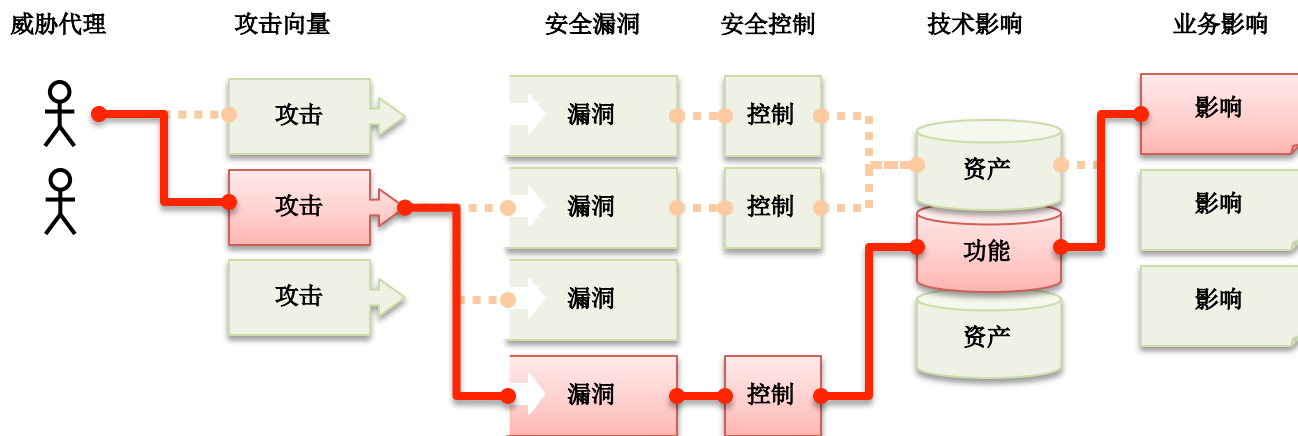 威胁代理 攻击向量 安全漏洞 安全控制 技术影响 业务影响
攻击 漏洞 控制 影响
资产
攻击 漏洞 控制 影响
功能
攻击 漏洞 影响
资产
漏洞 控制